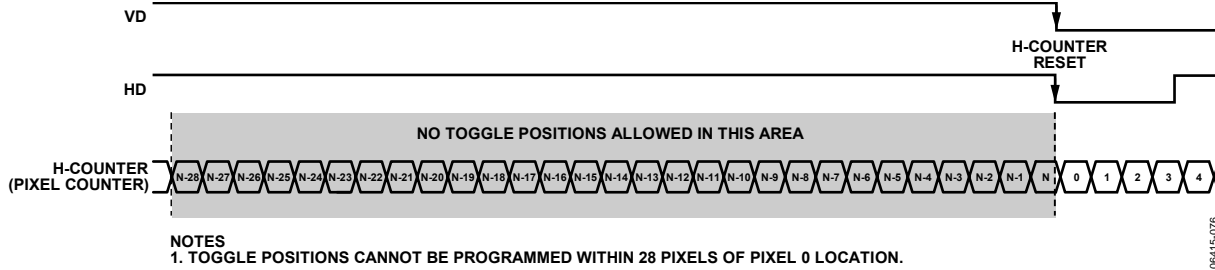 VD
H-COUNTER
RESET
HD
NO TOGGLE POSITIONS ALLOWED IN THIS AREA
H-COUNTER
(PIXEL COUNTER)
N-28 N-27 N-26 N-25 N-24 N-23 N-22 N-21 N-20 N-19 N-18 N-17 N-16 N-15 N-14 N-13 N-12 N-11 N-10 N-9 N-8 N-7 N-6 N-5 N-4 N-3 N-2 N-1 N 0 1 2 3 4
NOTES
1. TOGGLE POSITIONS CANNOT BE PROGRAMMED WITHIN 28 PIXELS OF PIXEL 0 LOCATION.
06415-076